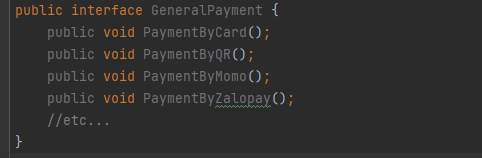 public interface GeneralPayment {
    public void PaymentByCard();
    public void PaymentByQR();
    public void PaymentByMomo();
    public void PaymentByZalopay();
    //etc...
}